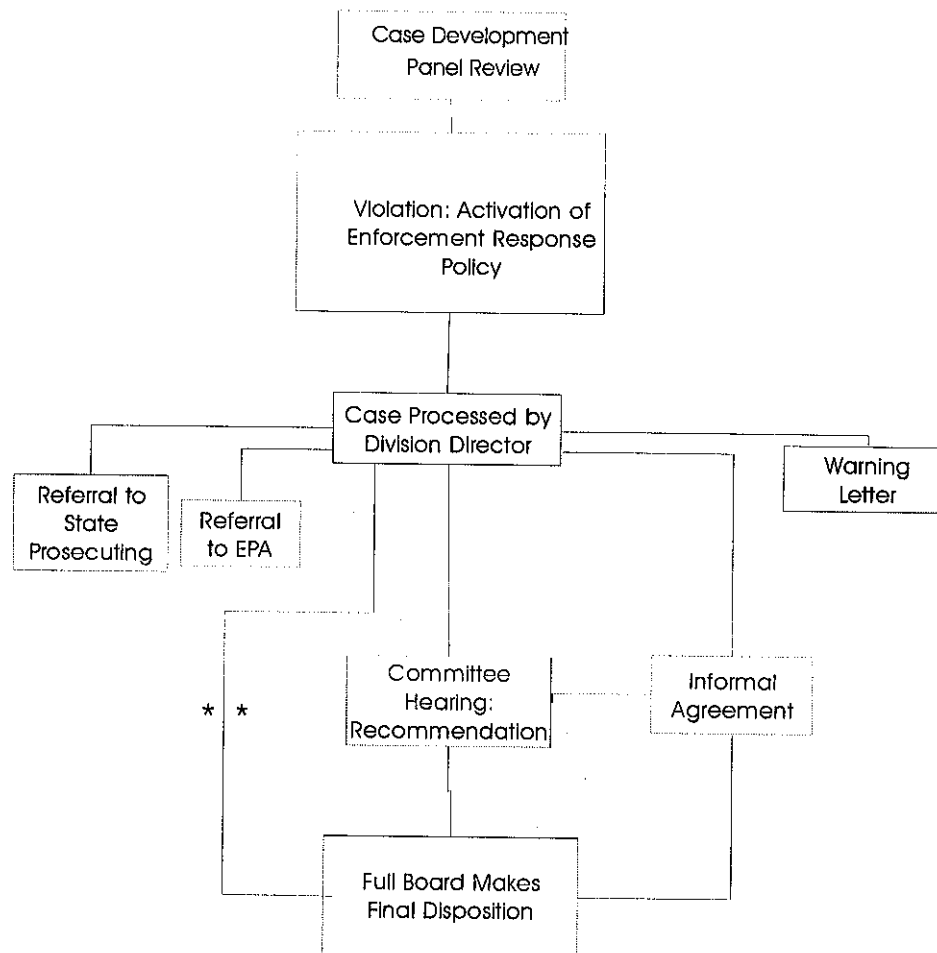 Case Development
Panel Review
Violation: Activation of
Enforcement Response
Policy
Case Processed by
Division Director
Referral to
State
Prosecuting
Referral
to EPA
Warning
Letter
Committee
Hearing:
Recommendation
Informal
Agreement
* *
Full Board Makes
Final Disposition